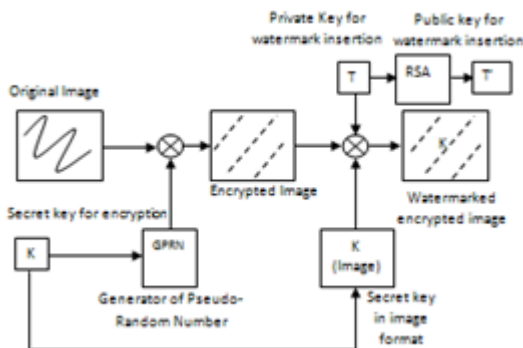 Private Key for
watermark insertion
Public key for
watermark insertion
T
RSA
T'
Original Image
Encrypted Image
K
Watermarked
encrypted image
Secret key for encryption
K
GPRN
Generator of Pseudo-
Random Number
K
(Image)
Secret key
in image
format